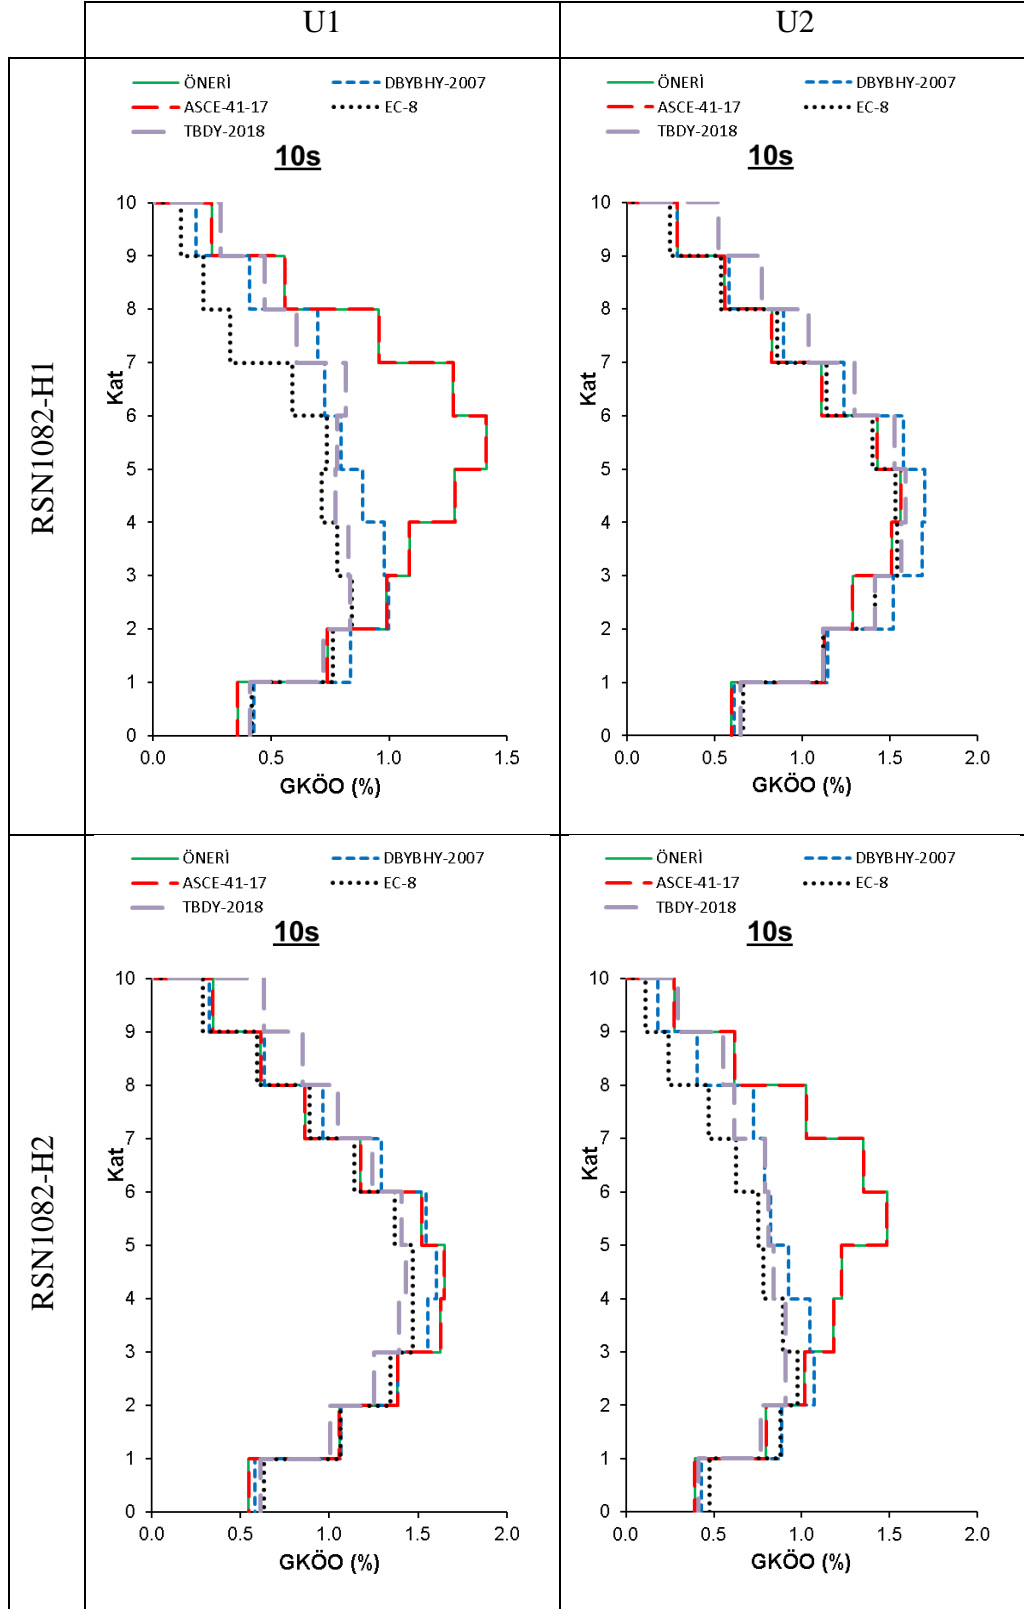 U1
U2
RSN1082-H1
ÖNERİ
DBYBHY-2007
ASCE-41-17
EC-8
TBDY-2018
10s
10
9
8
7
6
5
4
3
2
1
0
Kat
0.0 0.5 1.0 1.5
GKÖO (%)
ÖNERİ
DBYBHY-2007
ASCE-41-17
EC-8
TBDY-2018
10s
10
9
8
7
6
5
4
3
2
1
0
Kat
0.0 0.5 1.0 1.5 2.0
GKÖO (%)
RSN1082-H2
ÖNERİ
DBYBHY-2007
ASCE-41-17
EC-8
TBDY-2018
10s
10
9
8
7
6
5
4
3
2
1
0
Kat
0.0 0.5 1.0 1.5 2.0
GKÖO (%)
ÖNERİ
DBYBHY-2007
ASCE-41-17
EC-8
TBDY-2018
10s
10
9
8
7
6
5
4
3
2
1
0
Kat
0.0 0.5 1.0 1.5 2.0
GKÖO (%)